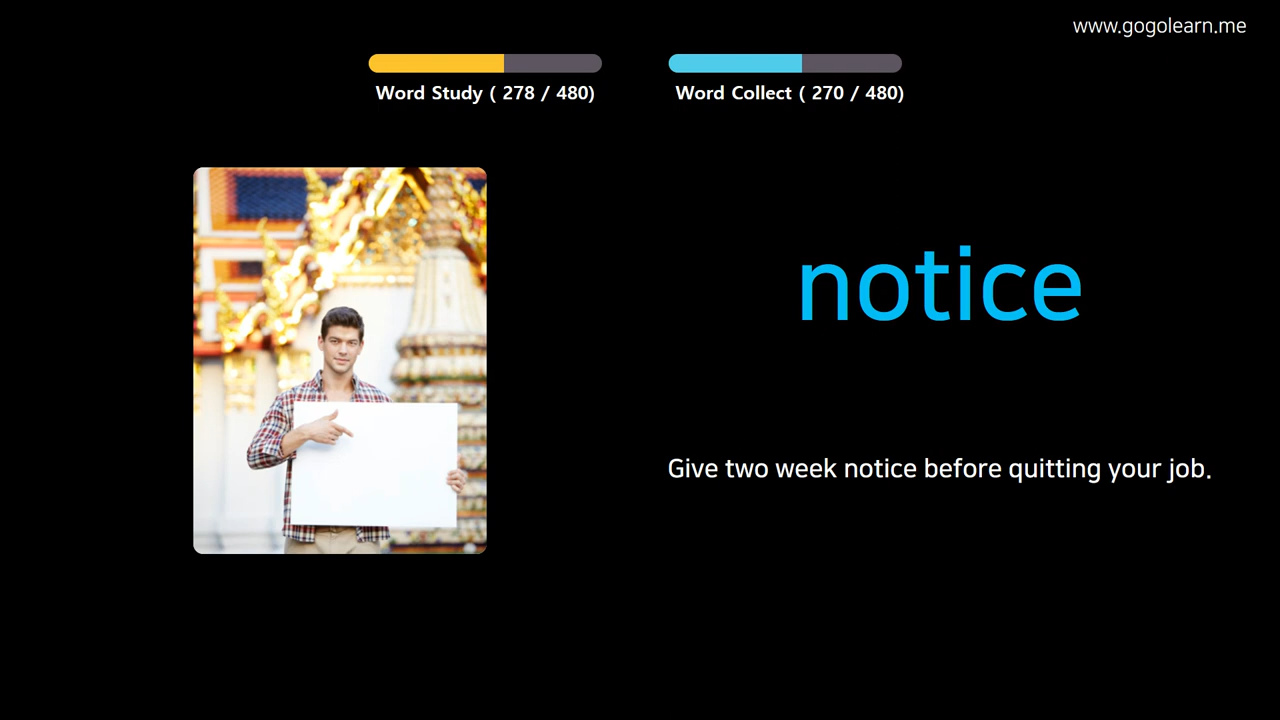 www.gogolearn.me
Word Study ( 278 / 480)
Word Collect ( 270 / 480)
notice
Give two week notice before quitting your job.